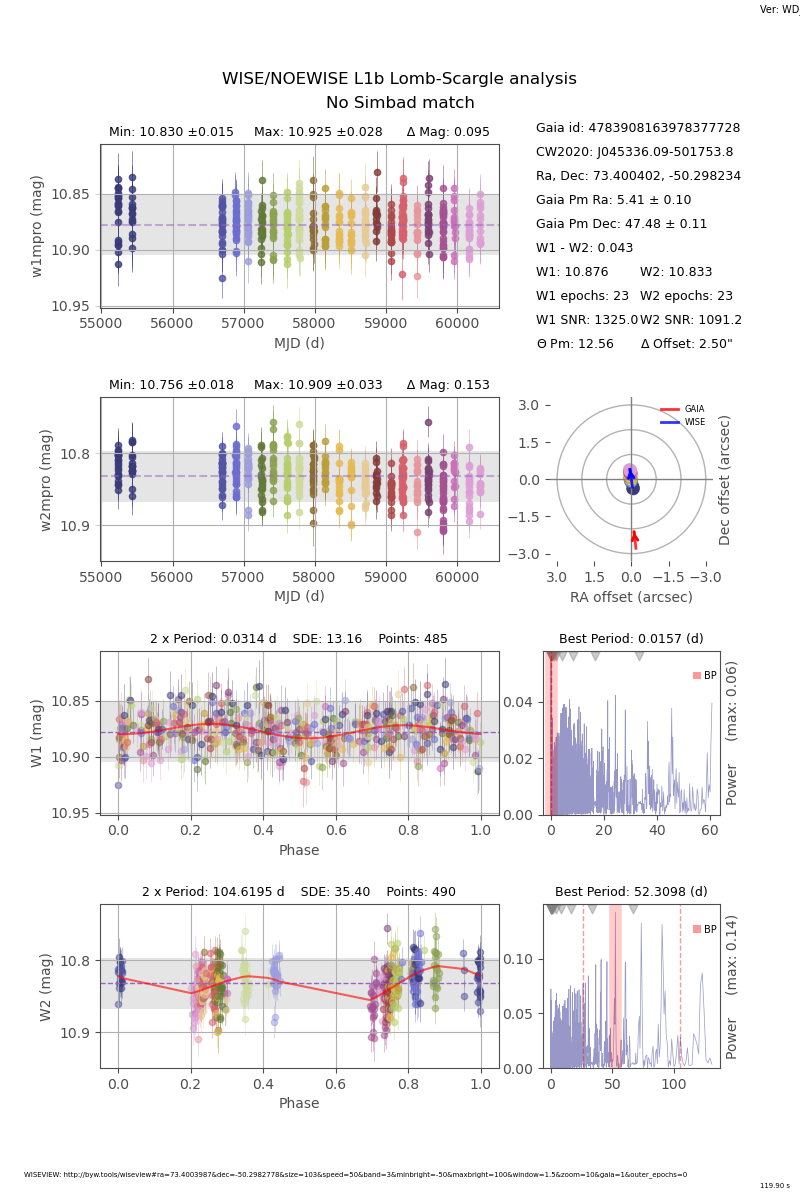 Ver: WD_
WISE/NOEWISE L1b Lomb-Scargle analysis
No Simbad match
Min: 10.830 ±0.015 Max: 10.925 ±0.028 Δ Mag: 0.095
w1mpro (mag)
10.85
10.90
10.95
55000 56000 57000 58000 59000 60000
MJD (d)
Gaia id: 4783908163978377728
CW2020: J045336.09-501753.8
Ra, Dec: 73.400402, -50.298234
Gaia Pm Ra: 5.41 ± 0.10
Gaia Pm Dec: 47.48 ± 0.11
W1 - W2: 0.043
W1: 10.876 W2: 10.833
W1 epochs: 23 W2 epochs: 23
W1 SNR: 1325.0 W2 SNR: 1091.2
Θ Pm: 12.56 Δ Offset: 2.50"
Min: 10.756 ±0.018 Max: 10.909 ±0.033 Δ Mag: 0.153
w2mpro (mag)
10.8
10.9
55000 56000 57000 58000 59000 60000
MJD (d)
GAIA
WISE
3.0
1.5
0.0
−1.5
−3.0
3.0 1.5 0.0 −1.5 −3.0
RA offset (arcsec)
Dec offset (arcsec)
2 x Period: 0.0314 d SDE: 13.16 Points: 485
W1 (mag)
10.85
10.90
10.95
0.0 0.2 0.4 0.6 0.8 1.0
Phase
Best Period: 0.0157 (d)
BP
0.04
0.02
0.00
0 20 40 60
Power (max: 0.06)
2 x Period: 104.6195 d SDE: 35.40 Points: 490
W2 (mag)
10.8
10.9
0.0 0.2 0.4 0.6 0.8 1.0
Phase
Best Period: 52.3098 (d)
BP
0.10
0.05
0.00
0 50 100
Power (max: 0.14)
WISEVIEW: http://byw.tools/wiseview#ra=73.4003987&dec=-50.2982778&size=103&speed=50&band=3&minbright=-50&maxbright=100&window=1.5&zoom=10&gaia=1&outer_epochs=0
119.90 s